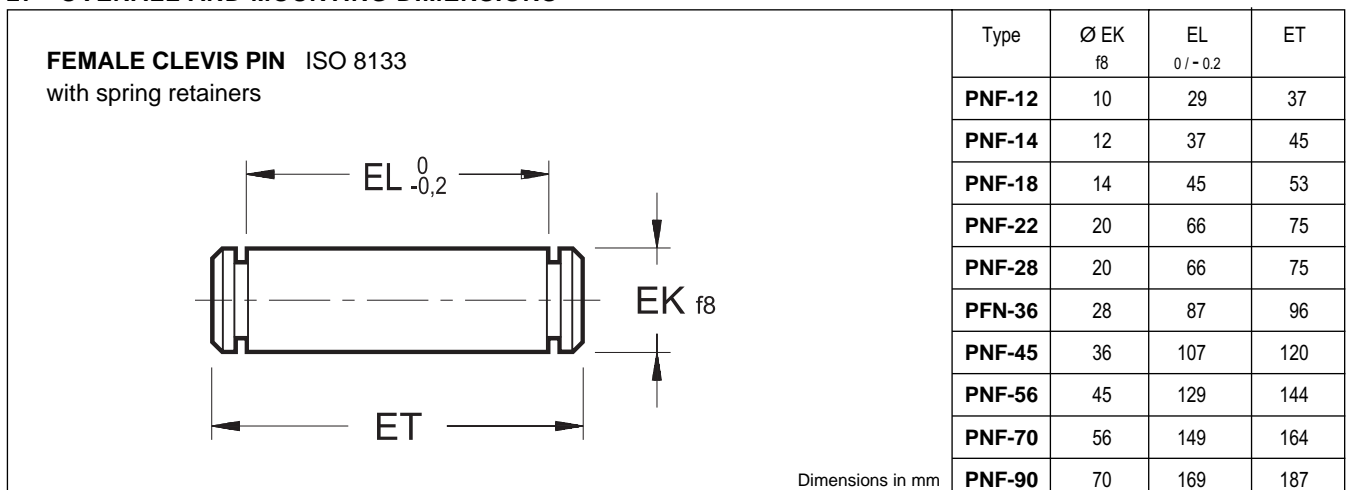 OVERALL AND MOUNTING DIMENSIONS
FEMALE CLEVIS PIN ISO 8133
with spring retainers
EL 0 -0,2
EK f8
ET
Dimensions in mm
Type Ø EK f8 EL 0 / - 0.2 ET
PNF-12 10 29 37
PNF-14 12 37 45
PNF-18 14 45 53
PNF-22 20 66 75
PNF-28 20 66 75
PFN-36 28 87 96
PNF-45 36 107 120
PNF-56 45 129 144
PNF-70 56 149 164
PNF-90 70 169 187